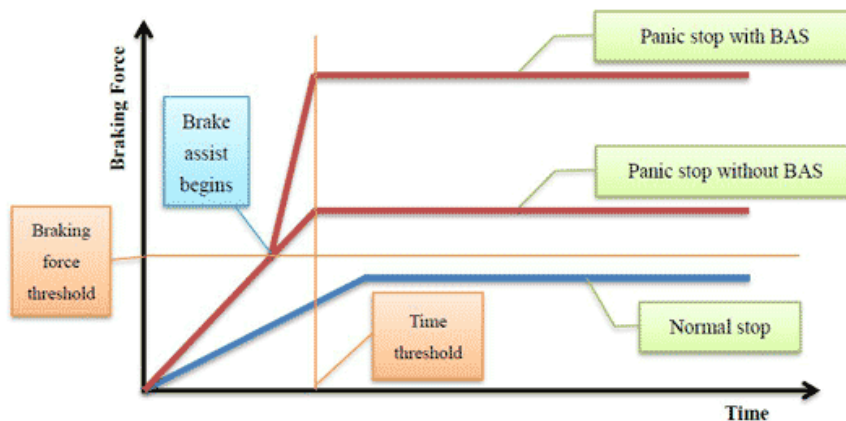 Panic stop with BAS
Braking Force
Brake
assist
begins
Panic stop without BAS
Braking
force
threshold
Time
threshold
Normal stop
Time